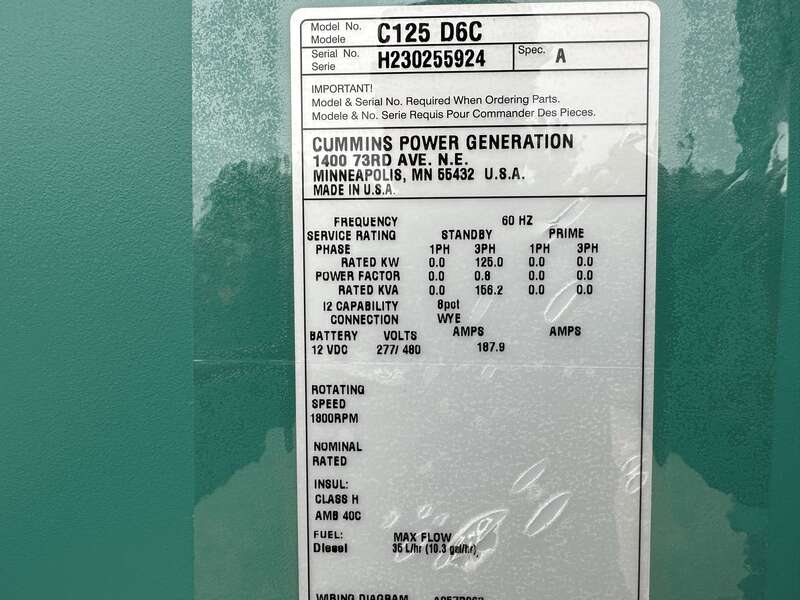 Model No. C125 D6C
Modele
Serial No. H230255924 Spec. A
Serie
IMPORTANT!
Model & Serial No. Required When Ordering Parts.
Modele & No. Serie Requis Pour Commander Des Pieces.
CUMMINS POWER GENERATION
1400 73RD AVE. N.E.
MINNEAPOLIS, MN 55432 U.S.A.
MADE IN U.S.A.
FREQUENCY 60 HZ
SERVICE RATING STANDBY PRIME
PHASE 1PH 3PH 1PH 3PH
RATED KW 0.0 125.0 0.0 0.0
POWER FACTOR 0.0 0.8 0.0 0.0
RATED KVA 0.0 156.2 0.0 0.0
I2 CAPABILITY 8pct
CONNECTION WYE
BATTERY VOLTS AMPS AMPS
12 VDC 277/ 480 187.9
ROTATING
SPEED
1800RPM
NOMINAL
RATED
INSUL:
CLASS H
AMB 40C
FUEL: MAX FLOW
Diesel (10.3 gal/hr)
WIRING DIAGRAM